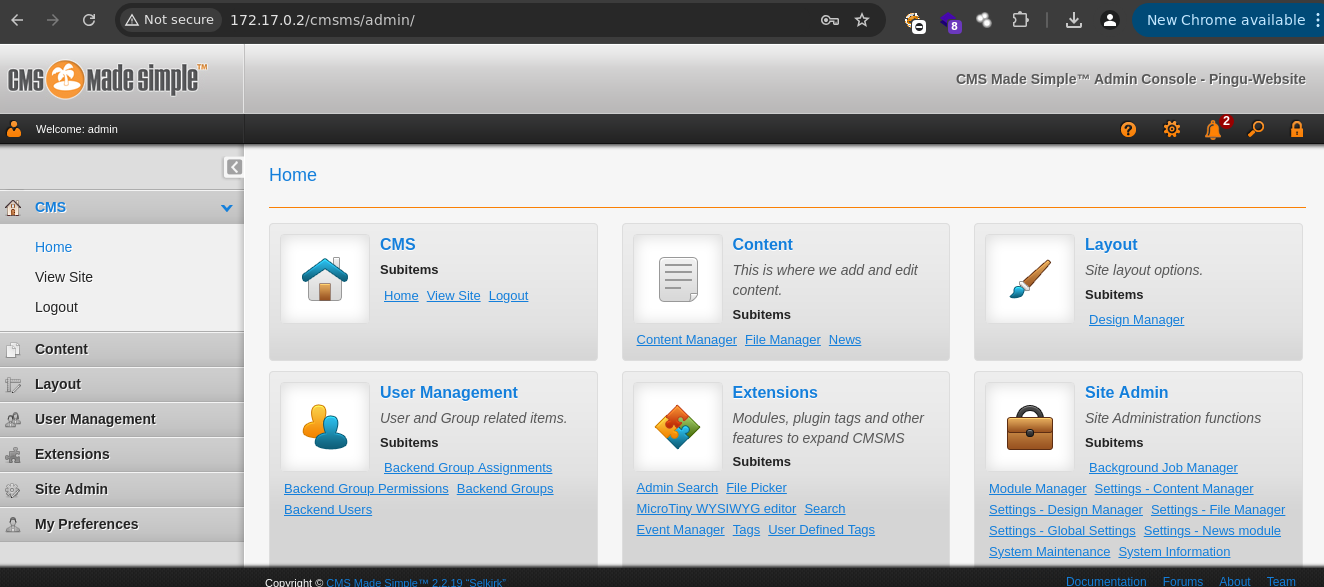 Not secure 172.17.0.2/cmsms/admin/ 8 New Chrome available
CMS made simple™ CMS Made Simple™ Admin Console - Pingu-Website
Welcome: admin 2
Home
CMS
Home
View Site
Logout
Content
Layout
User Management
Extensions
Site Admin
My Preferences
CMS
Subitems
Home View Site Logout
Content
This is where we add and edit
content.
Subitems
Content Manager File Manager News
Layout
Site layout options.
Subitems
Design Manager
User Management
User and Group related items.
Subitems
Backend Group Assignments
Backend Group Permissions Backend Groups
Backend Users
Extensions
Modules, plugin tags and other
features to expand CMSMS
Subitems
Admin Search File Picker
MicroTiny WYSIWYG editor Search
Event Manager Tags User Defined Tags
Site Admin
Site Administration functions
Subitems
Background Job Manager
Module Manager Settings - Content Manager
Settings - Design Manager Settings - File Manager
Settings - Global Settings Settings - News module
System Maintenance System Information
Copyright © CMS Made Simple™ 2.2.19 "Selkirk" Documentation Forums About Team